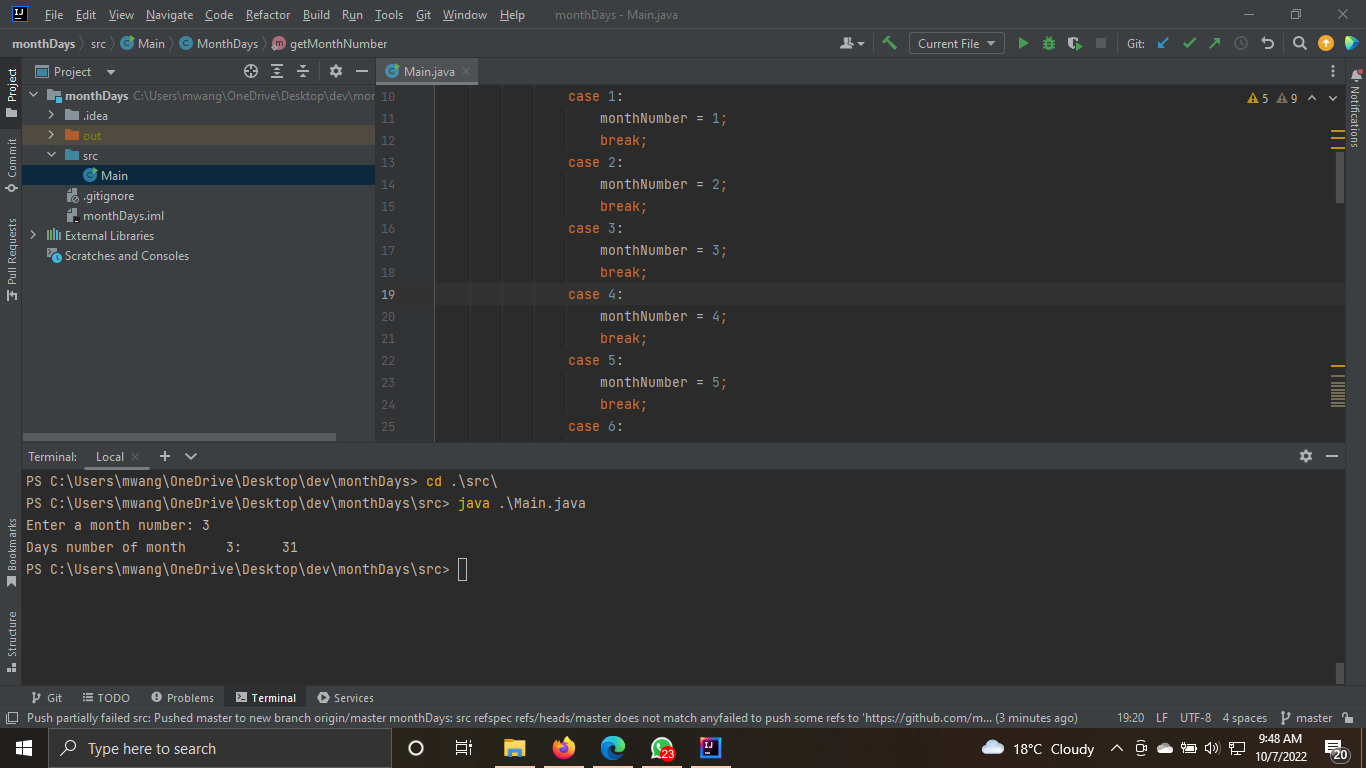 File Edit View Navigate Code Refactor Build Run Tools Git Window Help monthDays - Main.java
monthDays src Main MonthDays getMonthNumber Current File Git:
Project
Main.java
monthDays C:\Users\mwang\OneDrive\Desktop\dev\mor
.idea
out
src
Main
.gitignore
monthDays.iml
External Libraries
Scratches and Consoles
Project
Commit
Pull Requests
Bookmarks
Structure
Notifications
5 9
10 case 1:
11 monthNumber = 1;
12 break;
13 case 2:
14 monthNumber = 2;
15 break;
16 case 3:
17 monthNumber = 3;
18 break;
19 case 4:
20 monthNumber = 4;
21 break;
22 case 5:
23 monthNumber = 5;
24 break;
25 case 6:
Terminal: Local
PS C:\Users\mwang\OneDrive\Desktop\dev\monthDays> cd .\src\
PS C:\Users\mwang\OneDrive\Desktop\dev\monthDays\src> java .\Main.java
Enter a month number: 3
Days number of month 3: 31
PS C:\Users\mwang\OneDrive\Desktop\dev\monthDays\src>
Git TODO Problems Terminal Services
Push partially failed src: Pushed master to new branch origin/master monthDays: src refspec refs/heads/master does not match anyfailed to push some refs to 'https://github.com/m... (3 minutes ago) 19:20 LF UTF-8 4 spaces master
Type here to search
23
18°C Cloudy
9:48 AM
10/7/2022
20